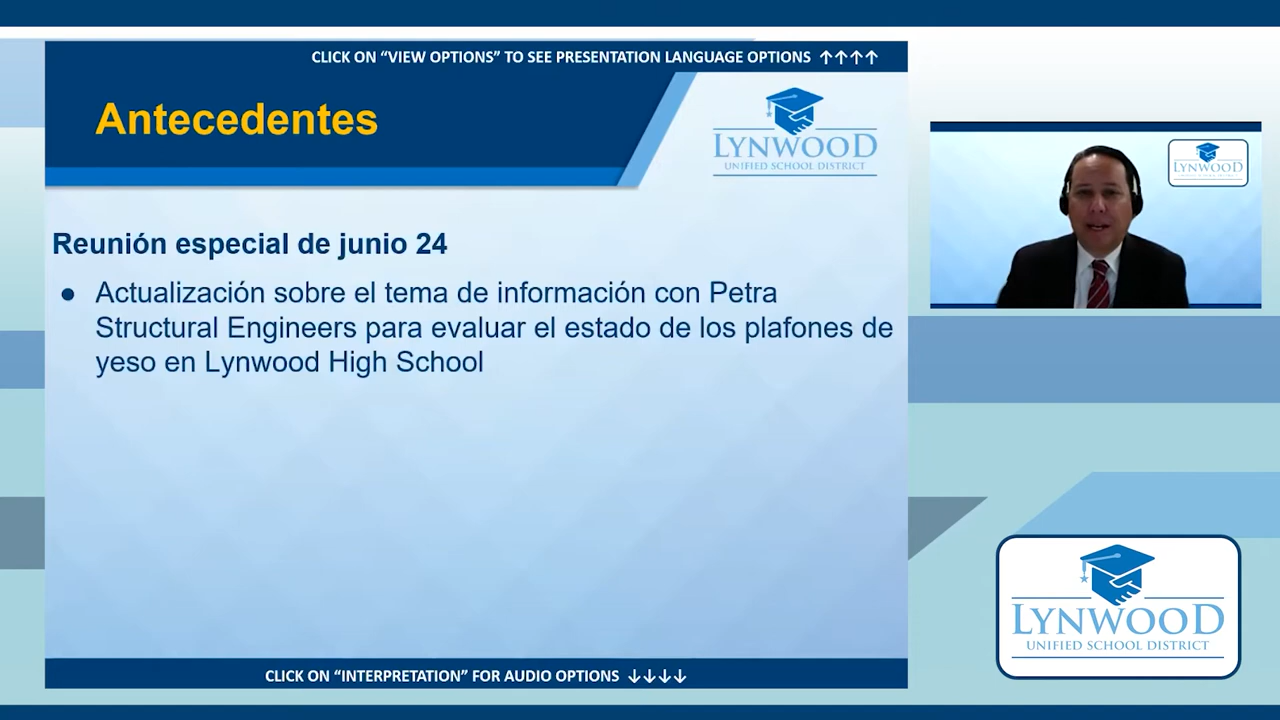 CLICK ON “VIEW OPTIONS” TO SEE PRESENTATION LANGUAGE OPTIONS ↑↑↑↑
Antecedentes
LYNWOOD
UNIFIED SCHOOL DISTRICT
Reunión especial de junio 24
● Actualización sobre el tema de información con Petra
Structural Engineers para evaluar el estado de los plafones de
yeso en Lynwood High School
CLICK ON “INTERPRETATION” FOR AUDIO OPTIONS ↓↓↓↓
LYNWOOD
LYNWOOD
UNIFIED SCHOOL DISTRICT